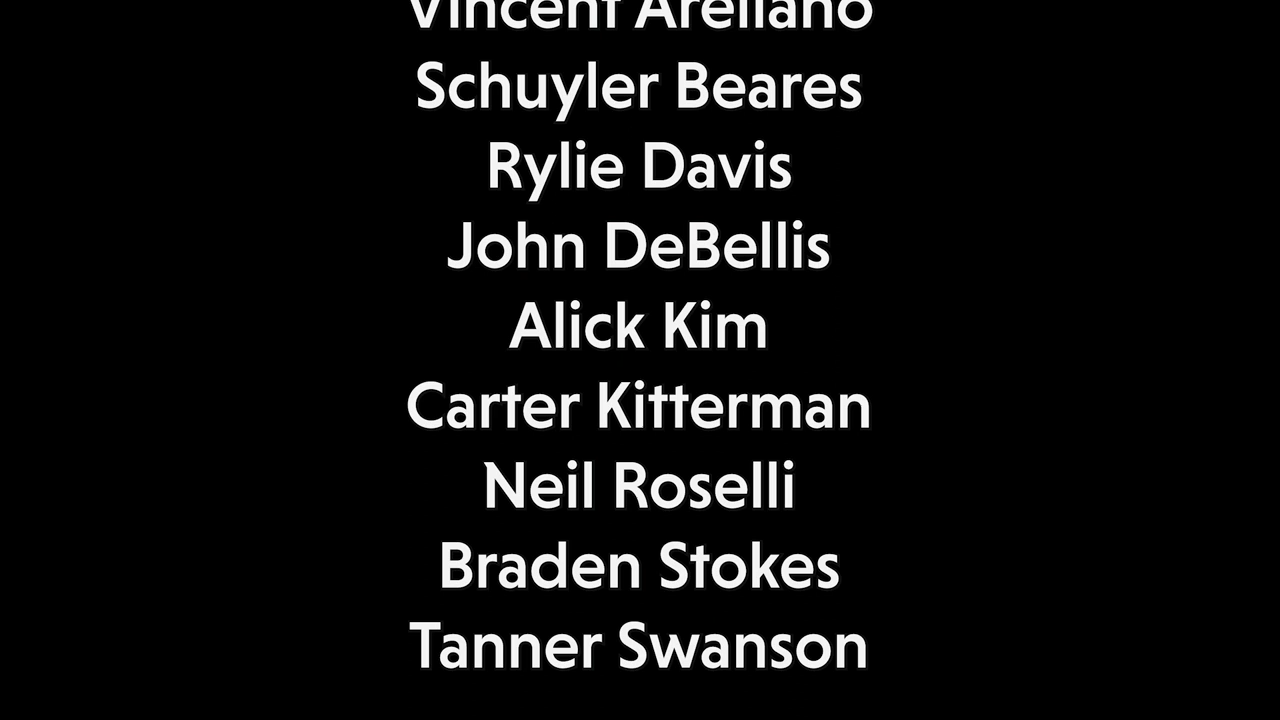 Vincent Arellano
Schuyler Beares
Rylie Davis
John DeBellis
Alick Kim
Carter Kitterman
Neil Roselli
Braden Stokes
Tanner Swanson